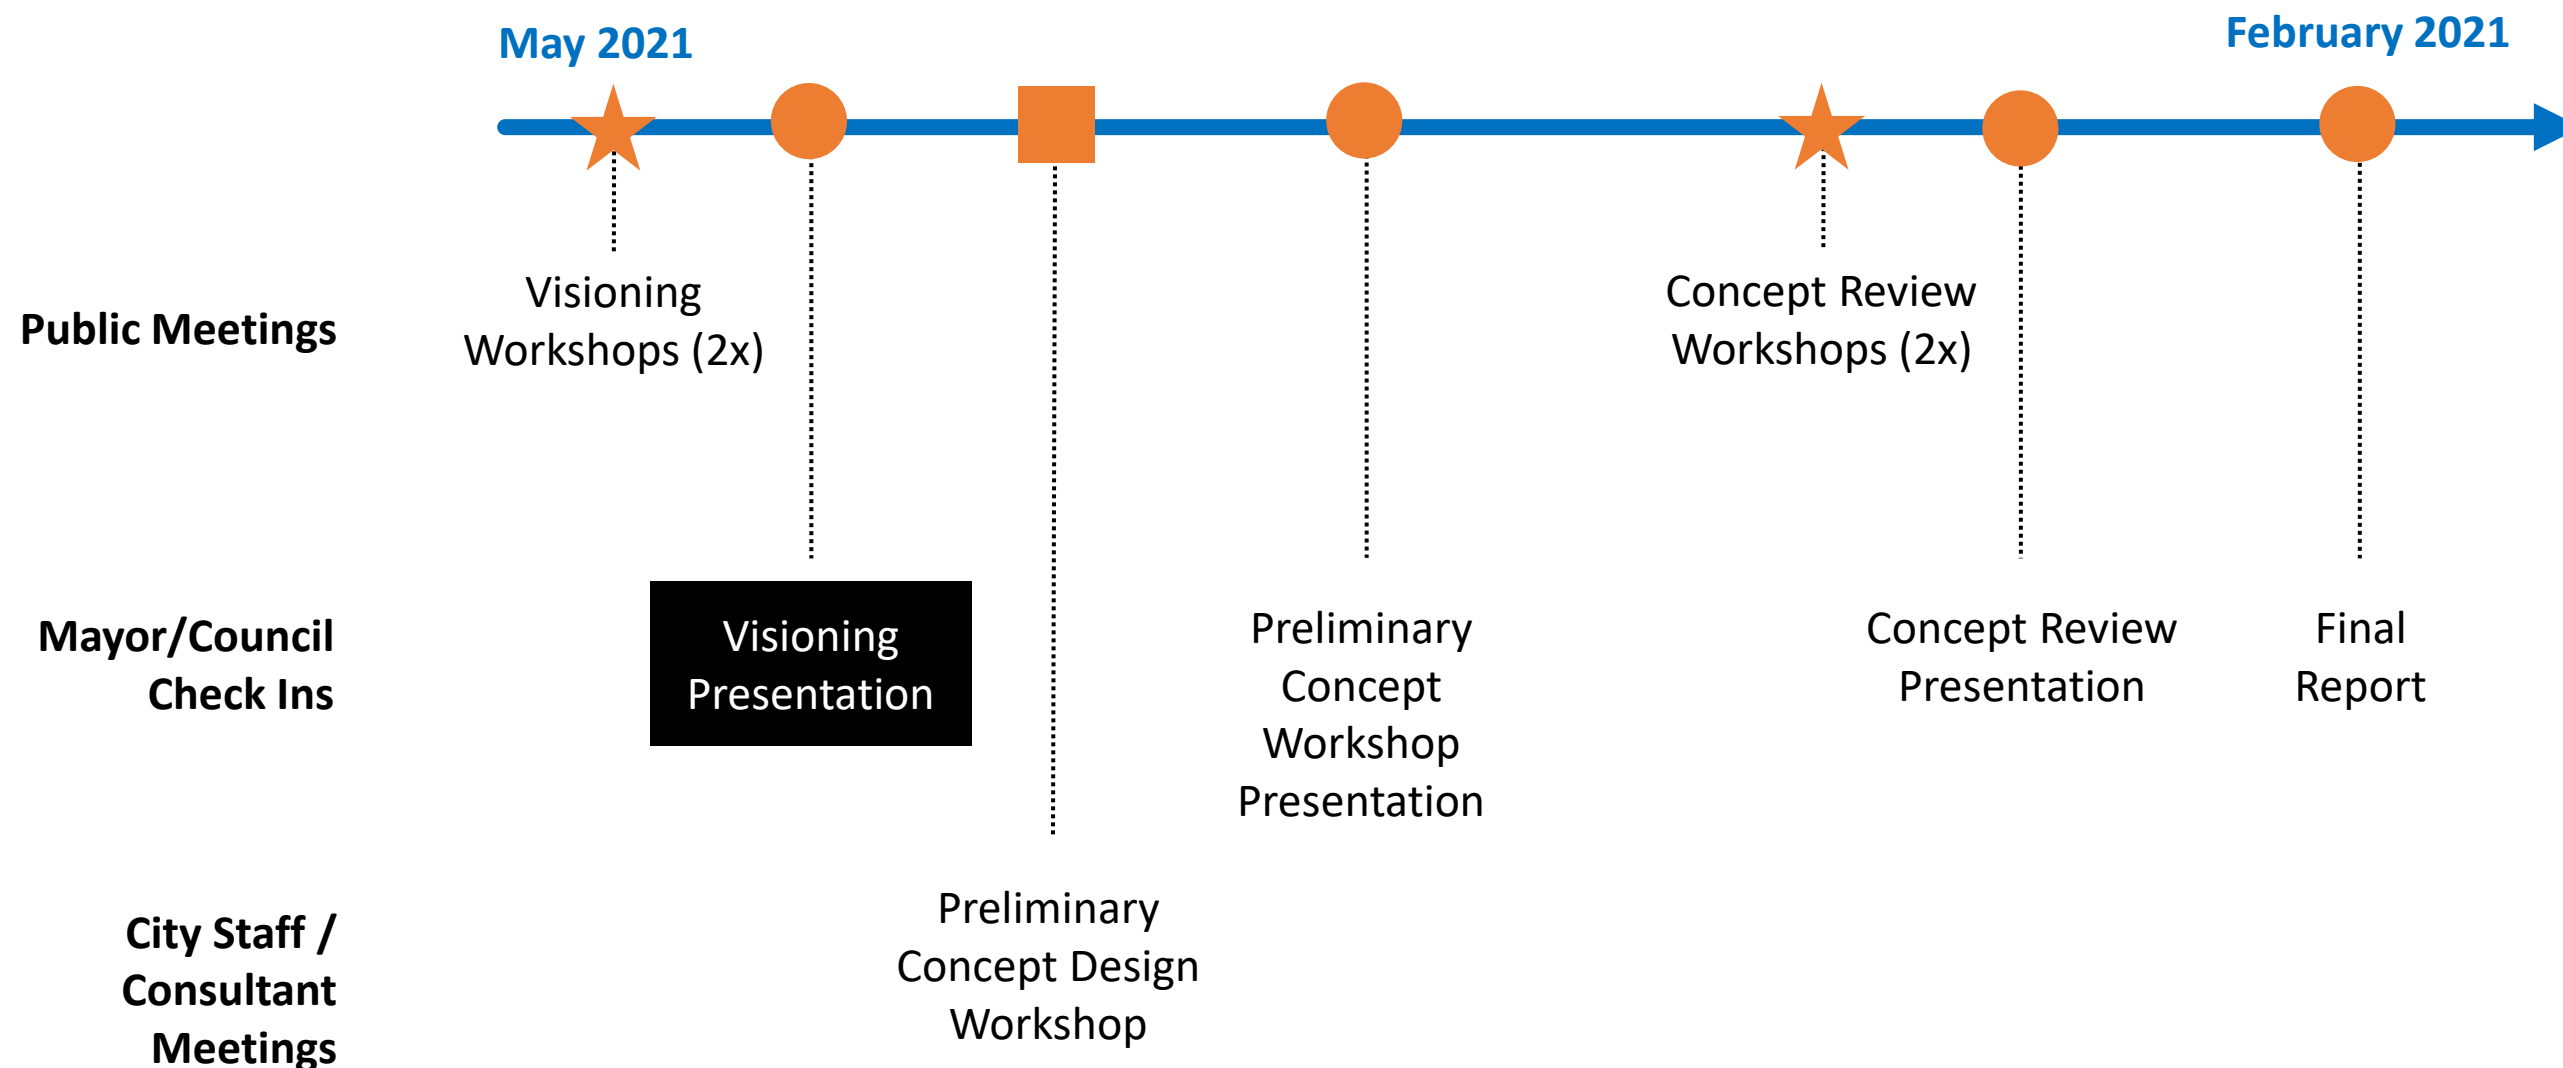 May 2021
February 2021
Public Meetings
Visioning
Workshops (2x)
Concept Review
Workshops (2x)
Mayor/Council
Check Ins
Visioning
Presentation
Preliminary
Concept
Workshop
Presentation
Concept Review
Presentation
Final
Report
City Staff /
Consultant
Meetings
Preliminary
Concept Design
Workshop